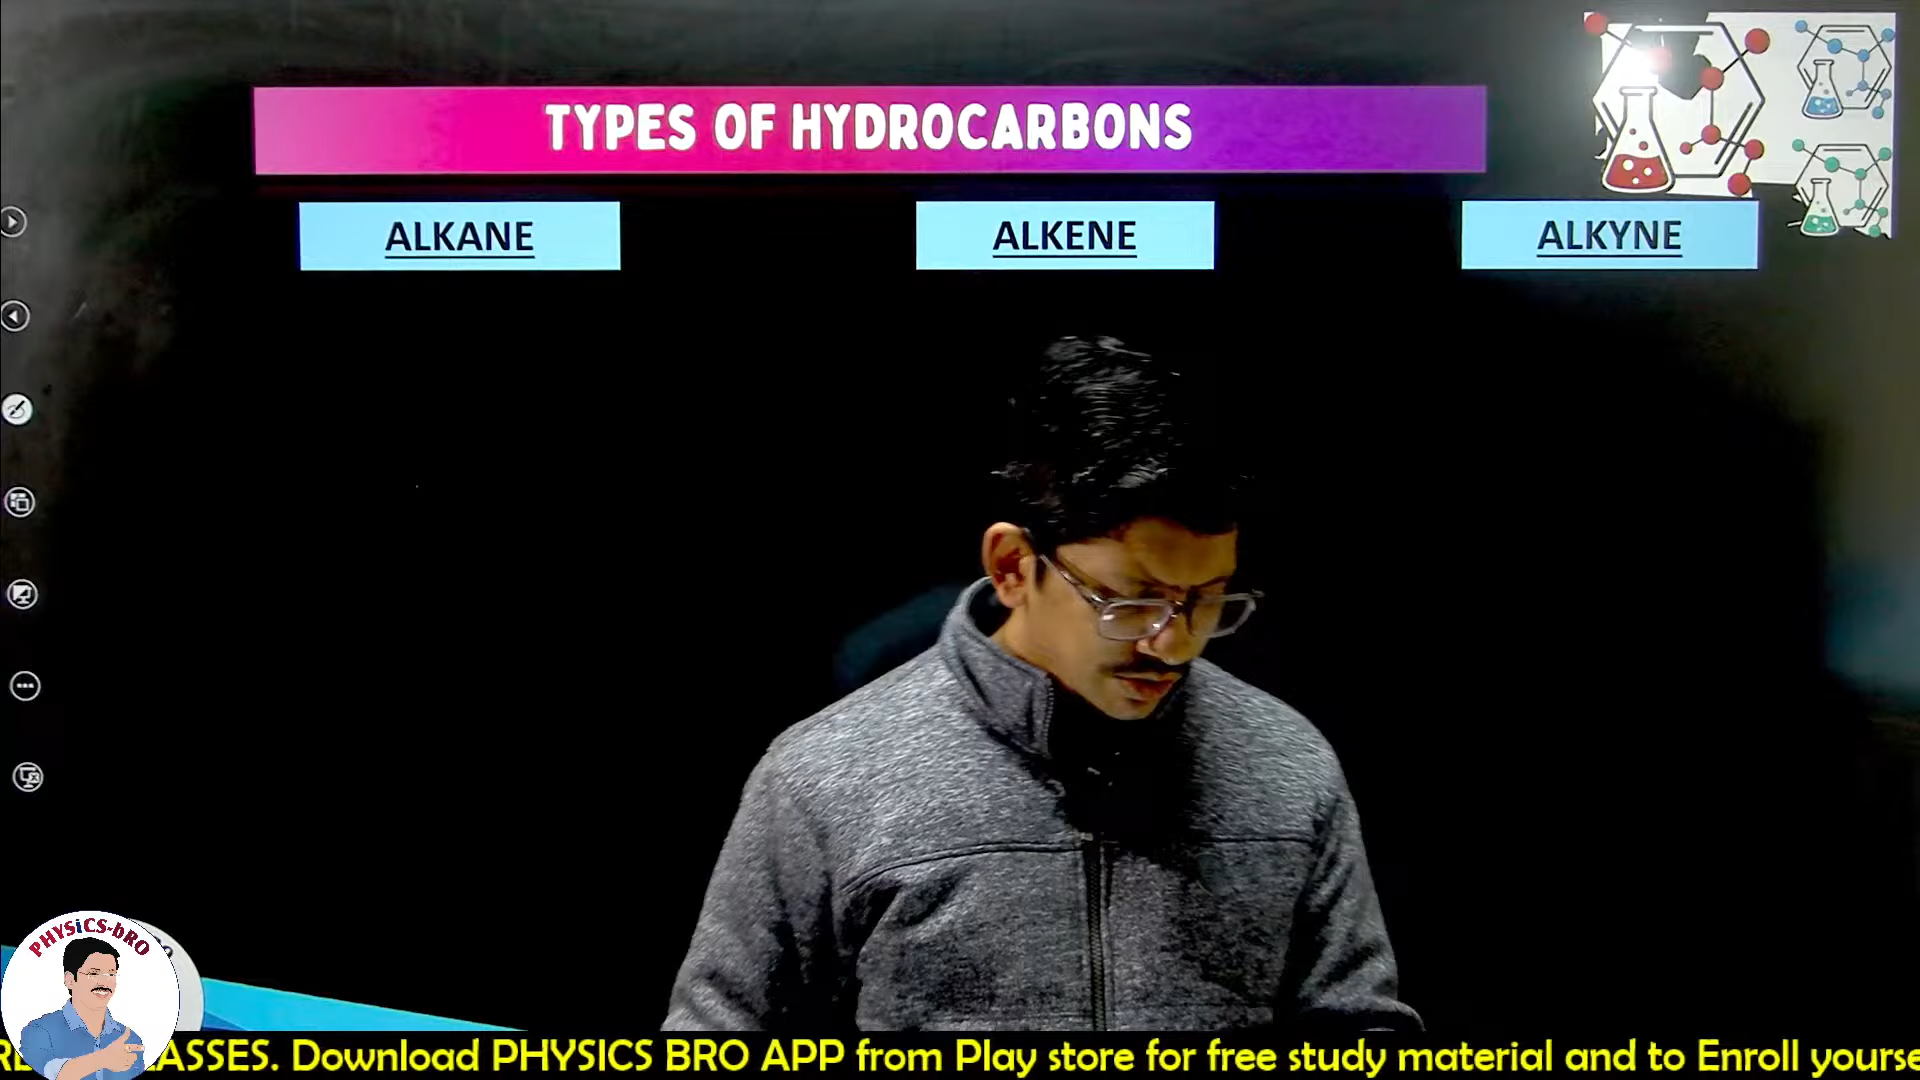 TYPES OF HYDROCARBONS
ALKANE
ALKENE
ALKYNE
PHYSiCS-bRO
ASSES. Download PHYSICS BRO APP from Play store for free study material and to Enroll yourse